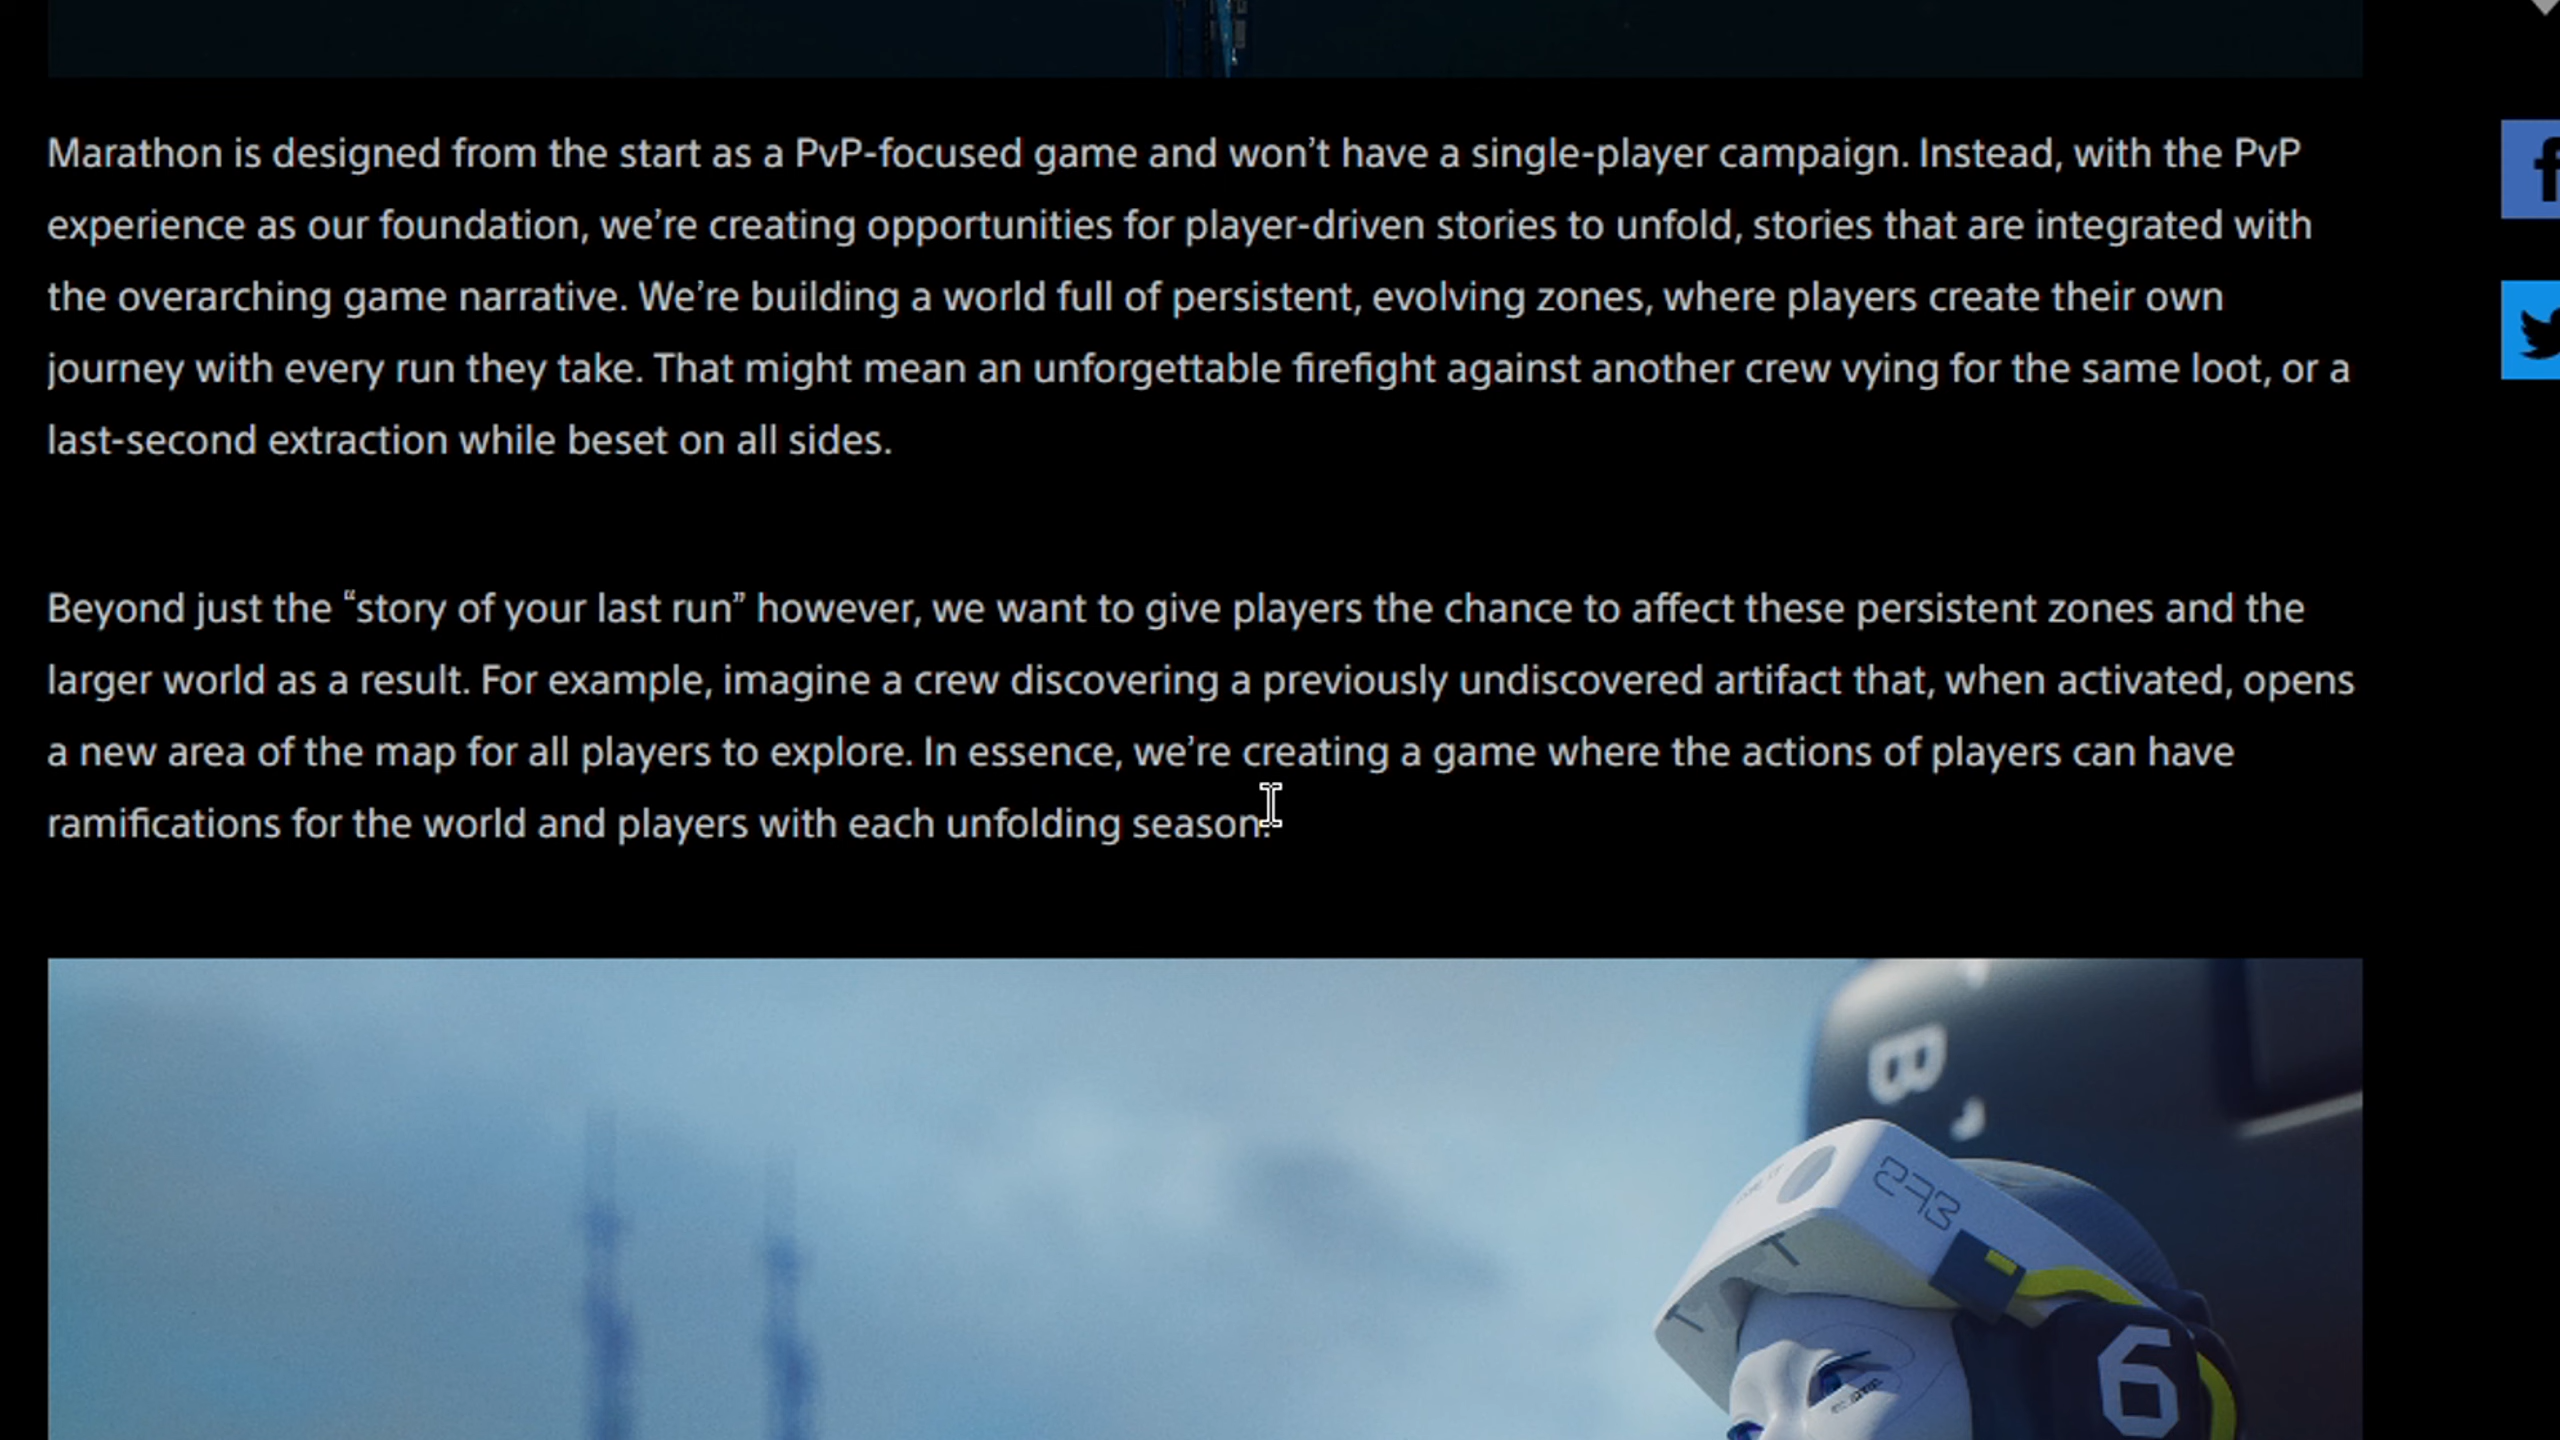 Marathon is designed from the start as a PvP-focused game and won’t have a single-player campaign. Instead, with the PvP
experience as our foundation, we’re creating opportunities for player-driven stories to unfold, stories that are integrated with
the overarching game narrative. We’re building a world full of persistent, evolving zones, where players create their own
journey with every run they take. That might mean an unforgettable firefight against another crew vying for the same loot, or a
last-second extraction while beset on all sides.
Beyond just the “story of your last run” however, we want to give players the chance to affect these persistent zones and the
larger world as a result. For example, imagine a crew discovering a previously undiscovered artifact that, when activated, opens
a new area of the map for all players to explore. In essence, we’re creating a game where the actions of players can have
ramifications for the world and players with each unfolding season.
B
6